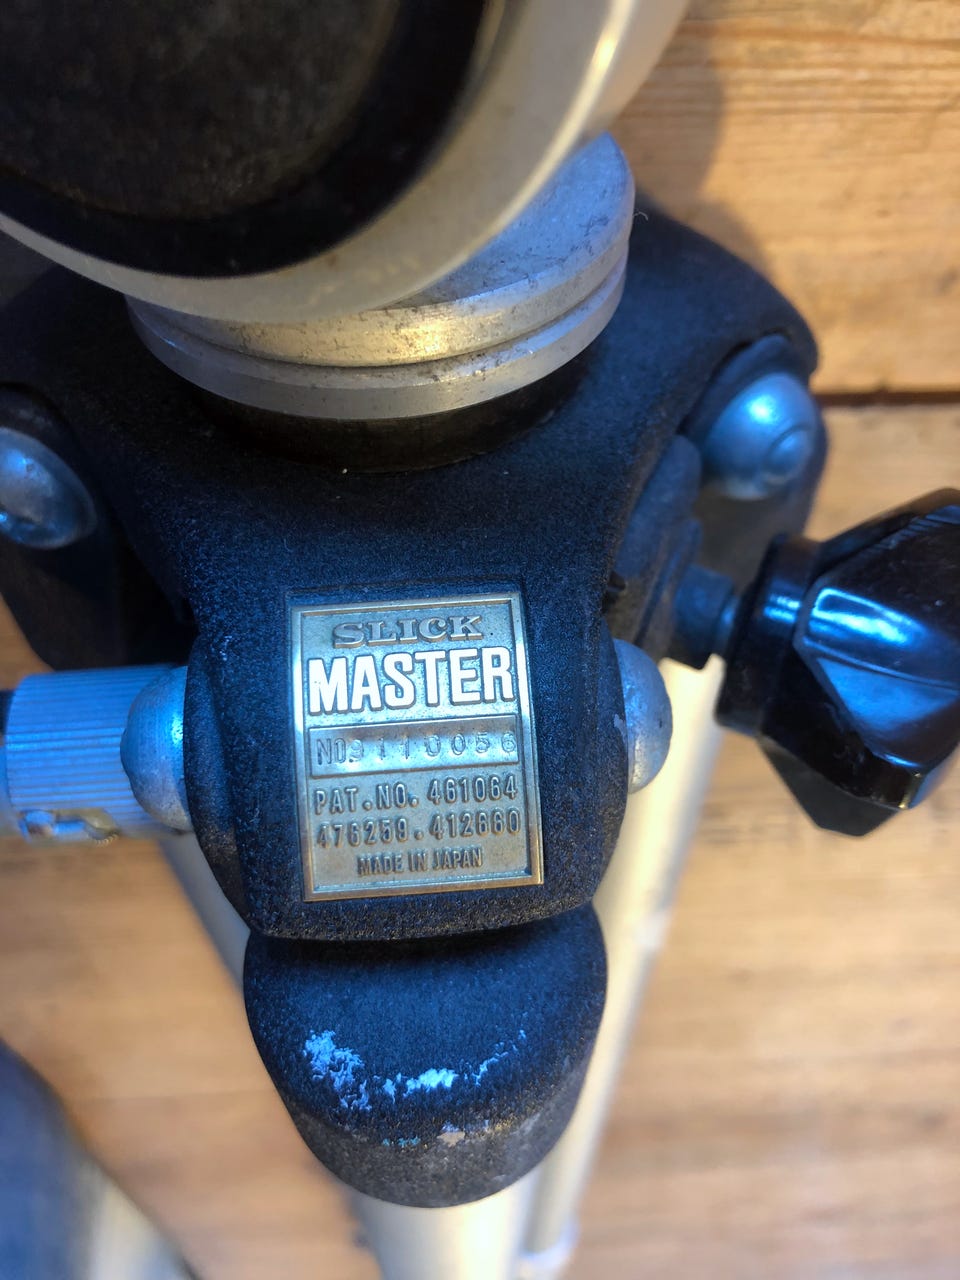 SLICK
MASTER
NO. 9110056
PAT.NO. 461064
476259.412660
MADE IN JAPAN